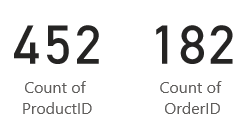 452 182
Count of Count of
ProductID OrderID